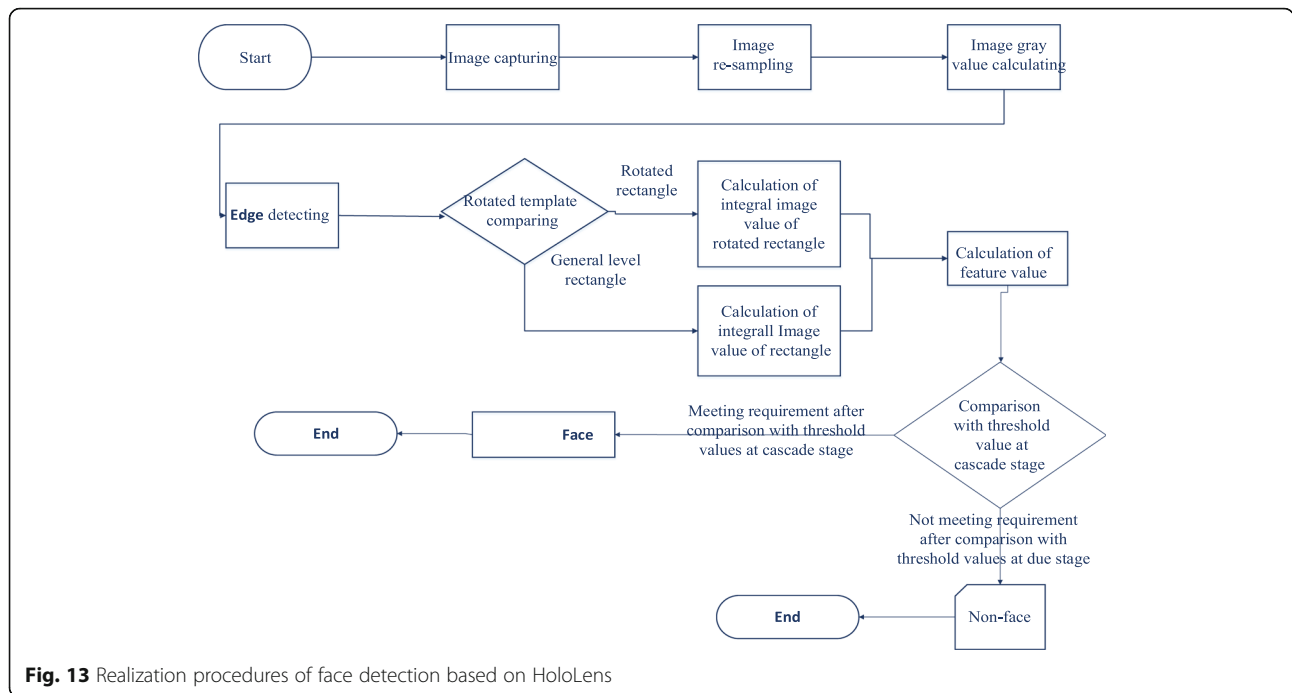 Start
Image capturing
Image
re-sampling
Image gray
value calculating
Edge detecting
Rotated template
comparing
Rotated
rectangle
General level
rectangle
Calculation of
integral image
value of
rotated rectangle
Calculation of
integrall Image
value of rectangle
Calculation of
feature value
Comparison
with threshold
value at
cascade stage
Meeting requirement after
comparison with threshold
values at cascade stage
Face
End
Not meeting requirement
after comparison with
threshold values at due stage
Non-face
End
Fig. 13 Realization procedures of face detection based on HoloLens